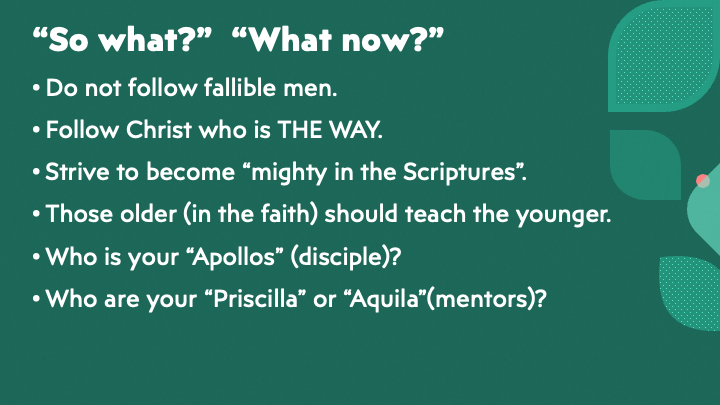 “So what?”  “What now?”
• Do not follow fallible men.
• Follow Christ who is THE WAY.
• Strive to become “mighty in the Scriptures”.
• Those older (in the faith) should teach the younger.
• Who is your “Apollos” (disciple)?
• Who are your “Priscilla” or “Aquila”(mentors)?